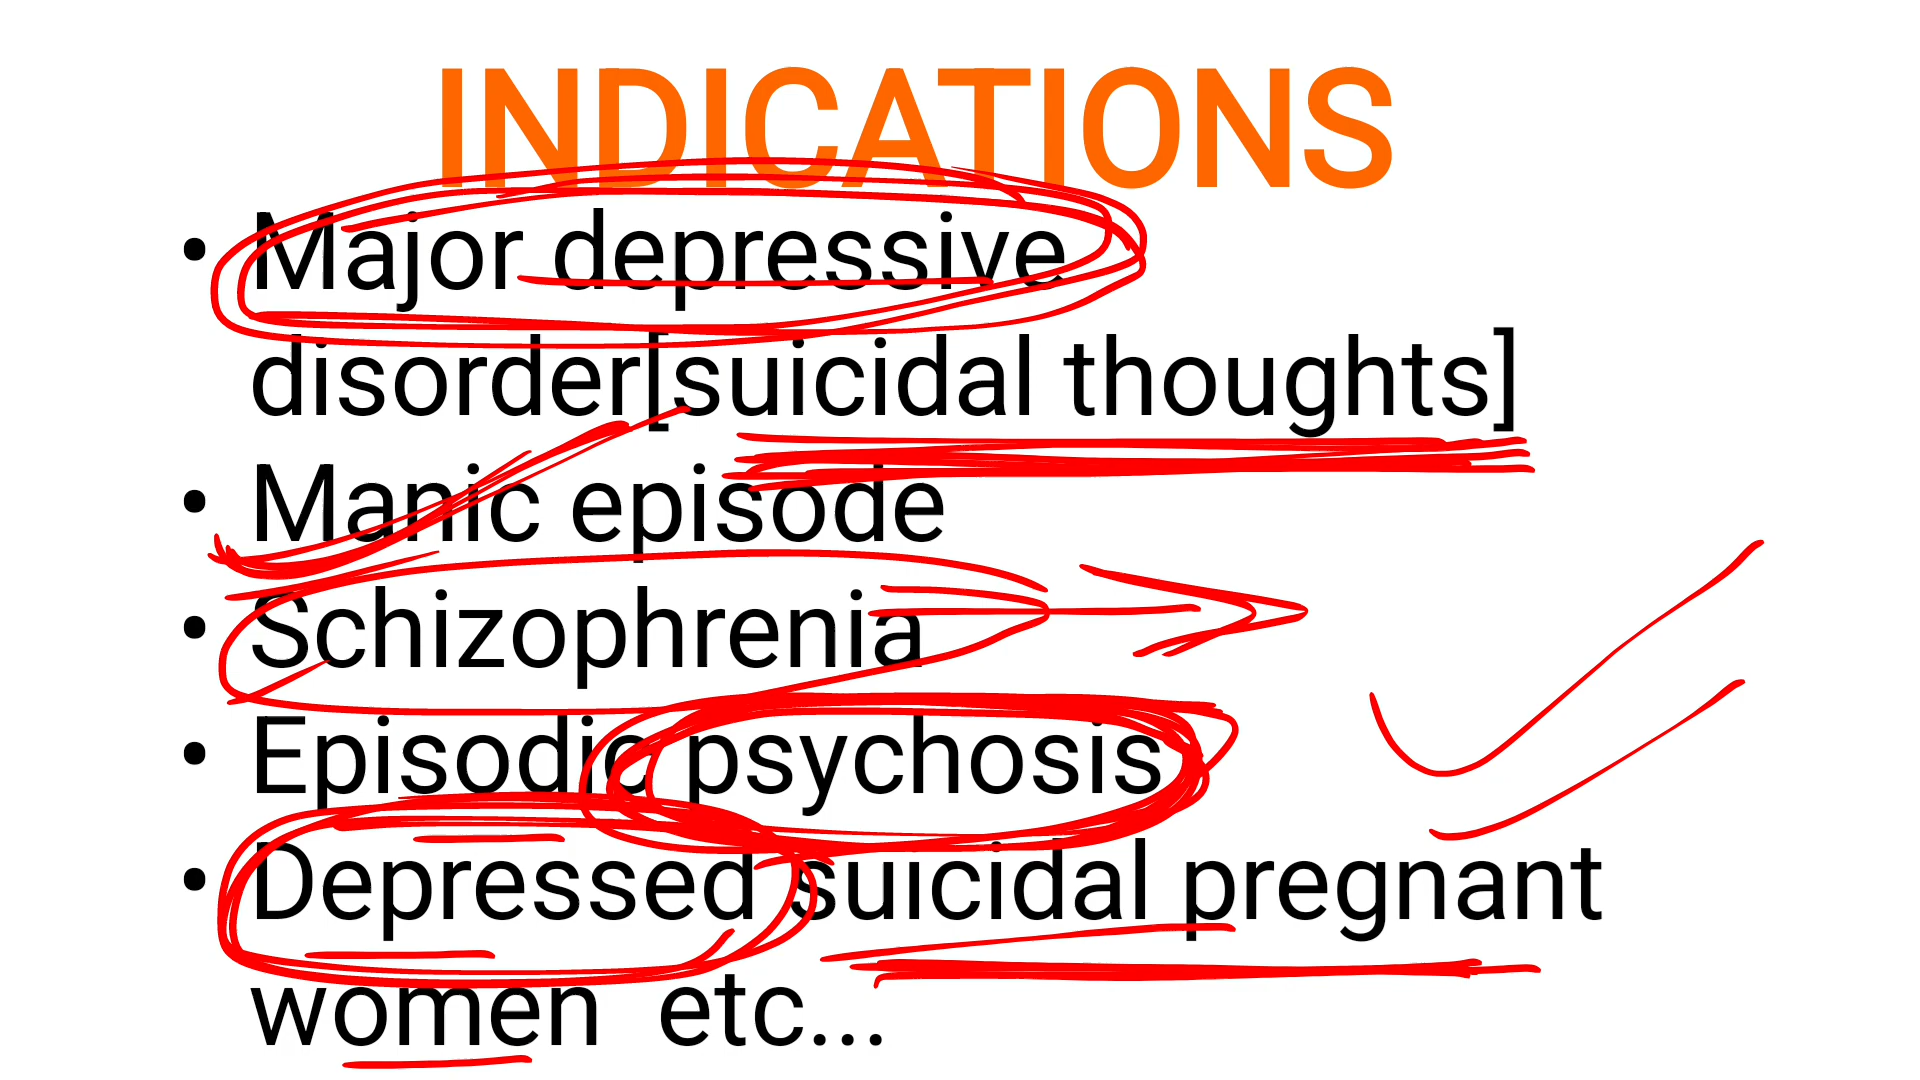 INDICATIONS
• Major depressive
disorder[suicidal thoughts]
• Manic episode
• Schizophrenia
• Episodic psychosis
• Depressed suicidal pregnant
women  etc...